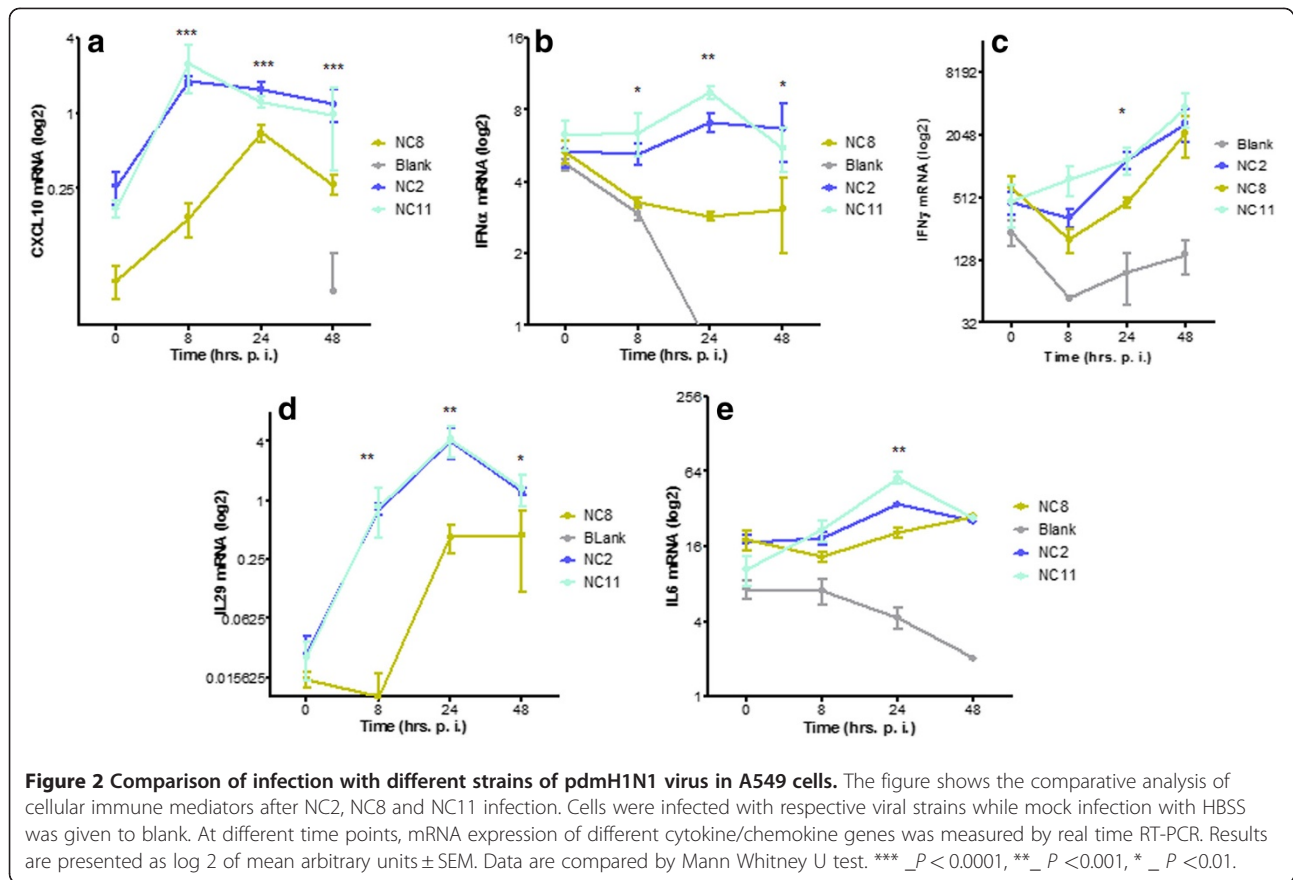 a
***
***
***
4
1
0.25
CXCL10 mRNA (log2)
0
8
24
48
Time (hrs. p. i.)
NC8
Blank
NC2
NC11
b
*
**
*
16
8
4
2
1
IFNα mRNA (log2)
0
8
24
48
Time (hrs. p. i.)
NC8
Blank
NC2
NC11
c
*
8192
2048
512
128
32
IFNγ mRNA (log2)
0
8
24
48
Time (hrs. p. i.)
Blank
NC2
NC8
NC11
d
**
**
*
4
1
0.25
0.0625
0.015625
IL29 mRNA (log2)
0
8
24
48
Time (hrs. p. i.)
NC8
BLank
NC2
NC11
e
**
256
64
16
4
1
IL6 mRNA (log2)
0
8
24
48
Time (hrs. p. i.)
NC8
Blank
NC2
NC11
Figure 2 Comparison of infection with different strains of pdmH1N1 virus in A549 cells. The figure shows the comparative analysis of
cellular immune mediators after NC2, NC8 and NC11 infection. Cells were infected with respective viral strains while mock infection with HBSS
was given to blank. At different time points, mRNA expression of different cytokine/chemokine genes was measured by real time RT-PCR. Results
are presented as log 2 of mean arbitrary units ± SEM. Data are compared by Mann Whitney U test. *** _P < 0.0001, **_ P <0.001, * _ P <0.01.